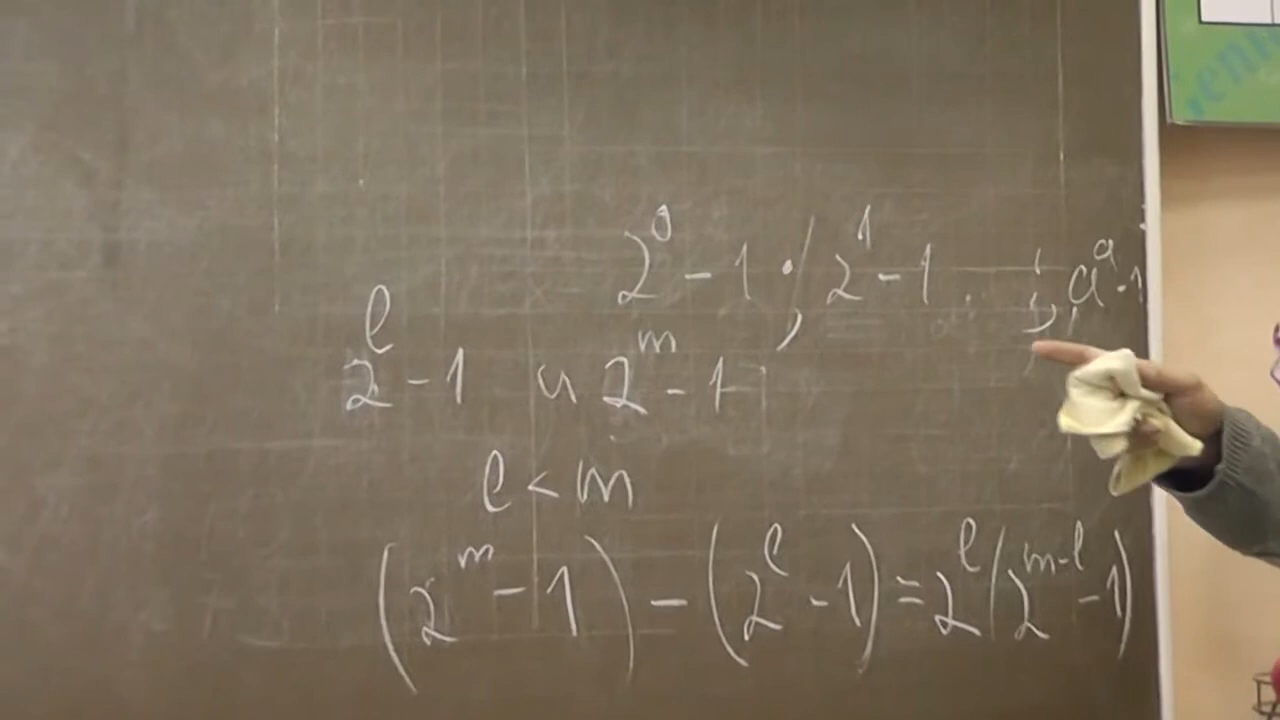 2⁰ - 1 ; 2¹ - 1 ... ; 2ᵃ - 1
2ˡ - 1 и 2ᵐ - 1
l < m
(2ᵐ - 1) - (2ˡ - 1) = 2ˡ(2ᵐ⁻ˡ - 1)